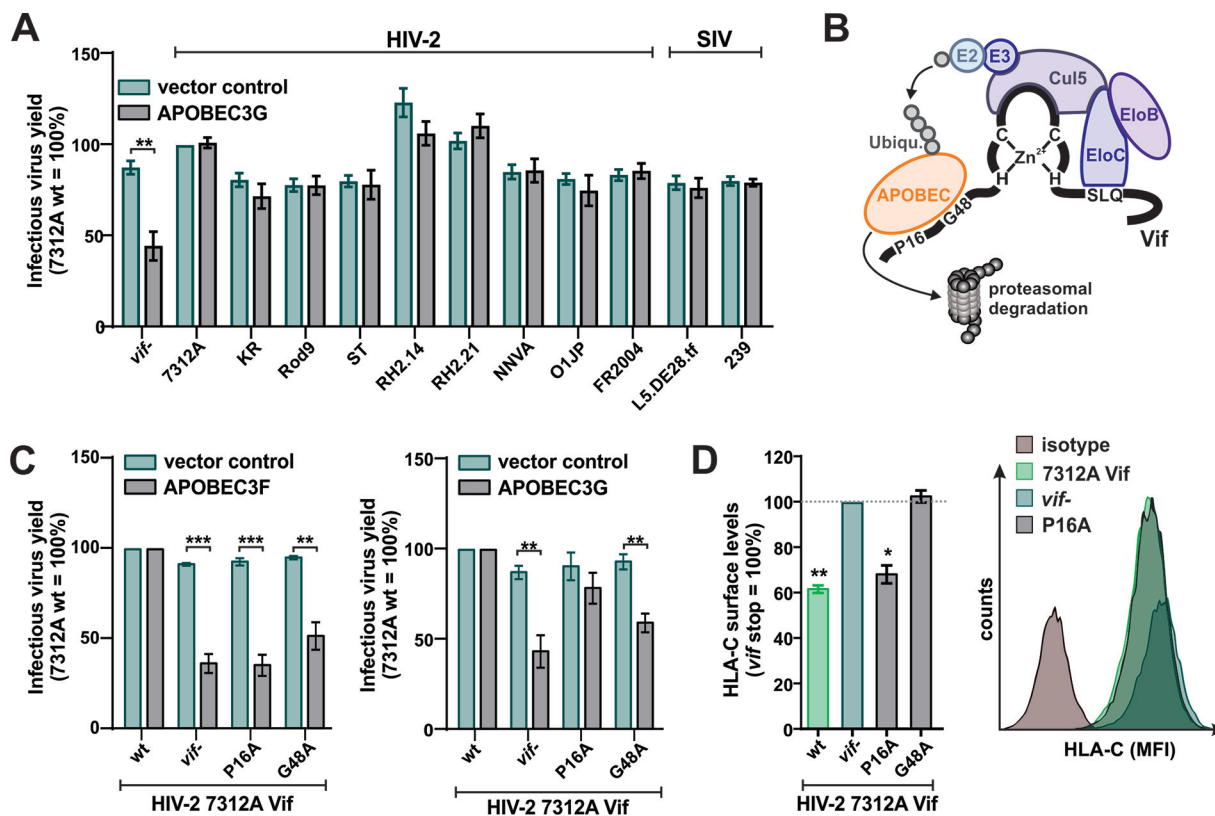 A
HIV-2
SIV
vector control
APOBEC3G
**
Infectious virus yield
(7312A wt = 100%)
150
100
50
0
vif-
7312A
KR
Rod9
ST
RH2.14
RH2.21
NNVA
O1JP
FR2004
L5.DE28.tf
239
B
E2
E3
Cul5
EloB
EloC
Ubiqu.
C
C
Zn2+
H
H
APOBEC
SLQ
G48
P16
Vif
proteasomal
degradation
C
vector control
APOBEC3F
***
***
**
Infectious virus yield
(7312A wt = 100%)
150
100
50
0
wt
vif-
P16A
G48A
HIV-2 7312A Vif
vector control
APOBEC3G
**
**
Infectious virus yield
(7312A wt = 100%)
150
100
50
0
wt
vif-
P16A
G48A
HIV-2 7312A Vif
D
HLA-C surface levels
(vif stop = 100%)
120
100
80
60
40
20
0
**
*
wt
vif-
P16A
G48A
HIV-2 7312A Vif
isotype
7312A Vif
vif-
P16A
counts
HLA-C (MFI)